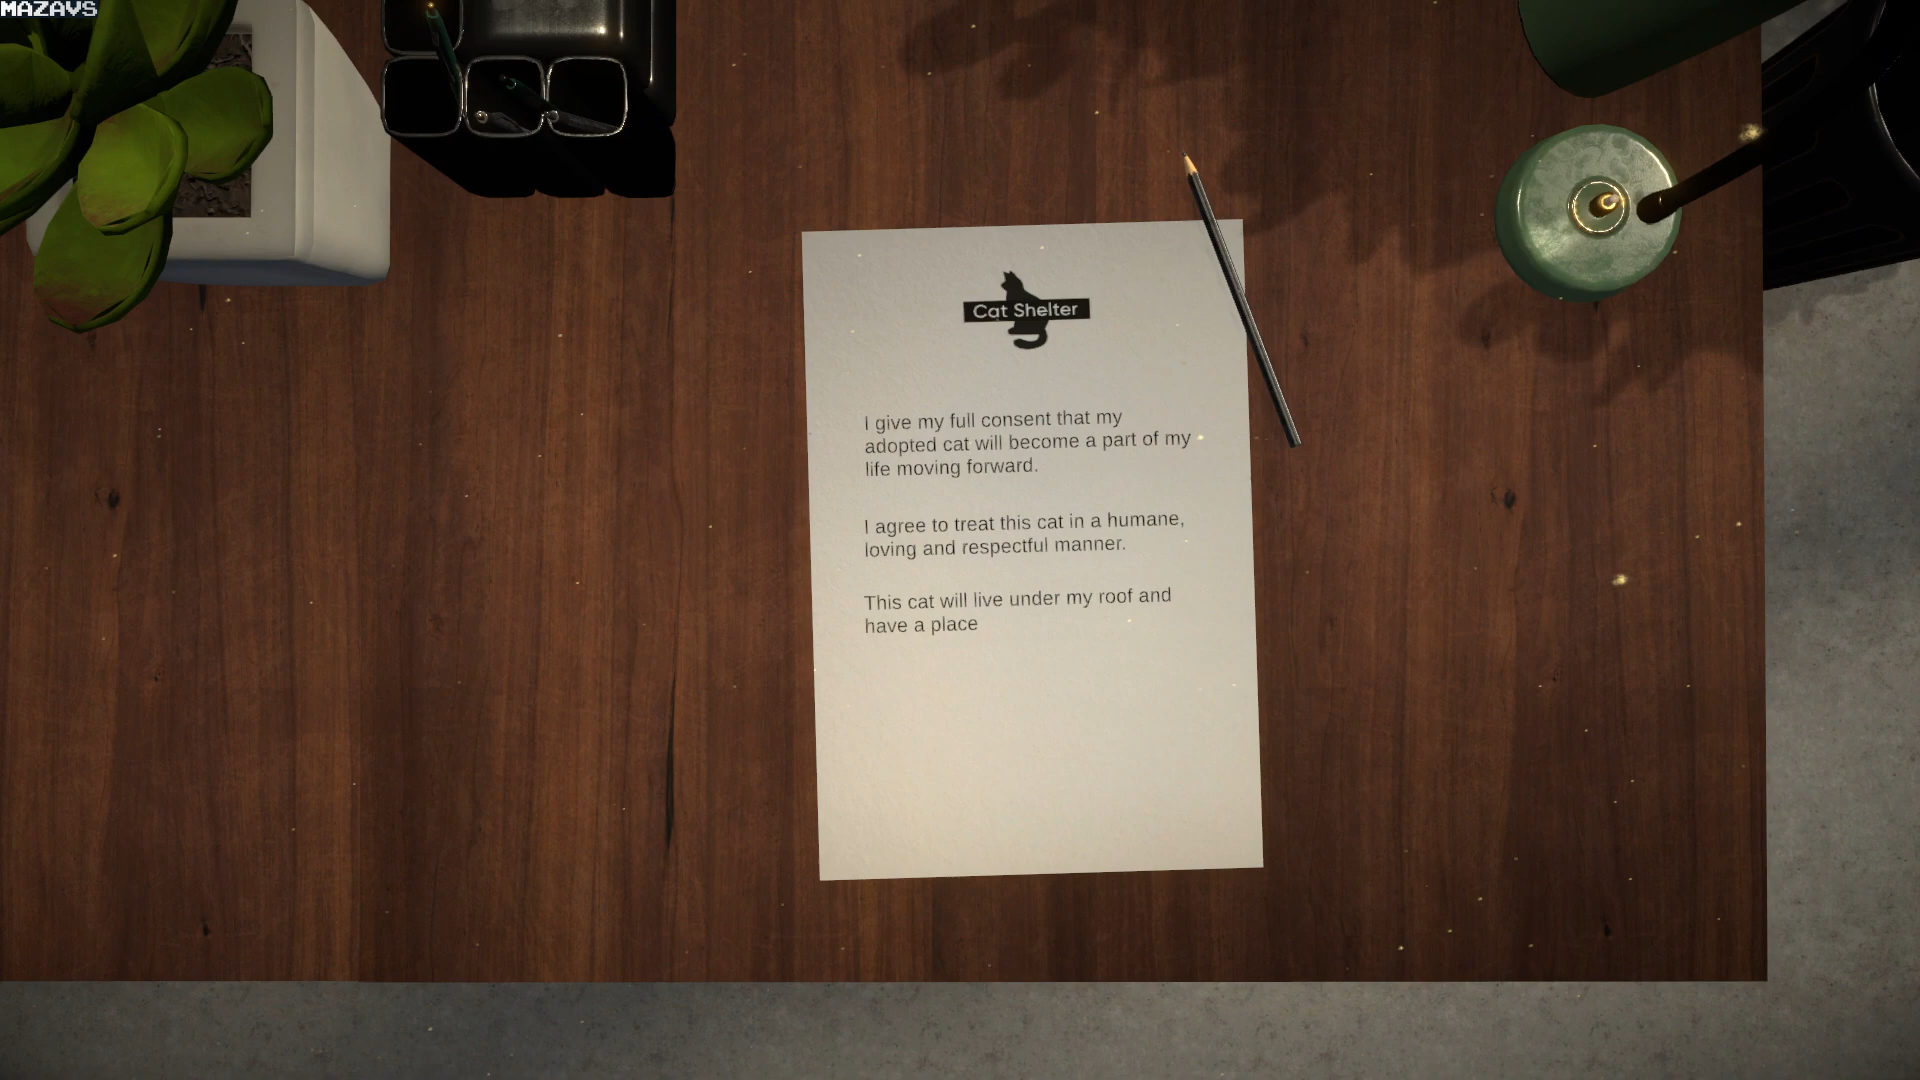 MAZAVS
Cat Shelter
I give my full consent that my
adopted cat will become a part of my
life moving forward.
I agree to treat this cat in a humane,
loving and respectful manner.
This cat will live under my roof and
have a place